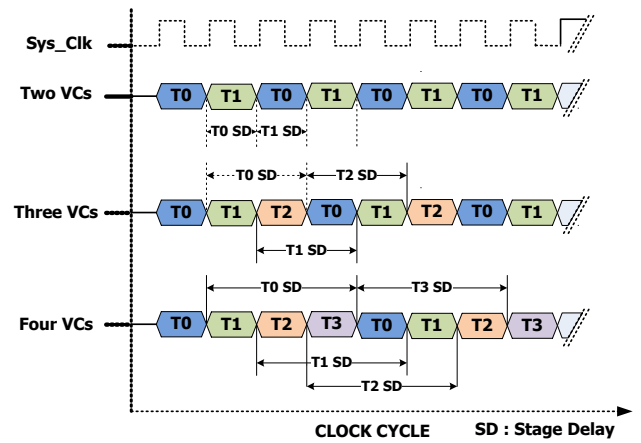 Sys_Clk
Two VCs T0 T1 T0 T1 T0 T1 T0 T1
T0 SD T1 SD
T0 SD T2 SD
Three VCs T0 T1 T2 T0 T1 T2 T0 T1
T1 SD
T0 SD T3 SD
Four VCs T0 T1 T2 T3 T0 T1 T2 T3
T1 SD
T2 SD
CLOCK CYCLE SD : Stage Delay